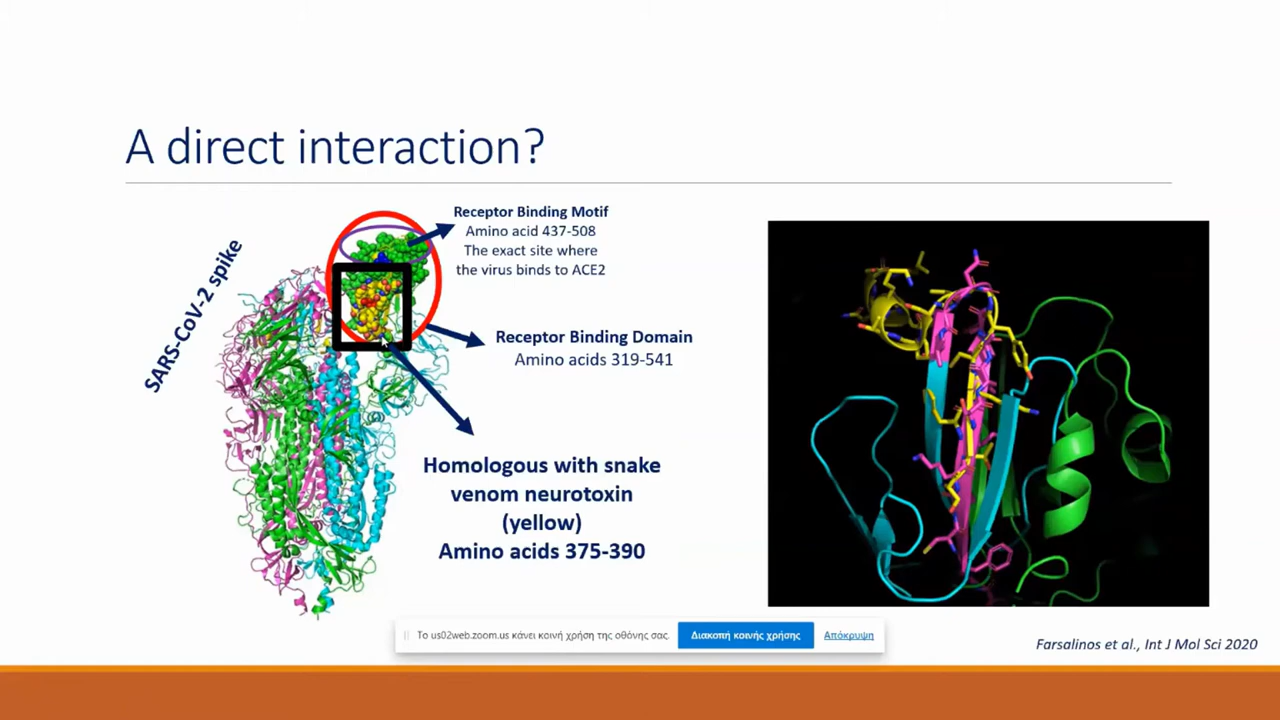 A direct interaction?
SARS-CoV-2 spike
Receptor Binding Motif
Amino acid 437-508
The exact site where
the virus binds to ACE2
Receptor Binding Domain
Amino acids 319-541
Homologous with snake
venom neurotoxin
(yellow)
Amino acids 375-390
Το us02web.zoom.us κάνει κοινή χρήση της οθόνης σας.
Διακοπή κοινής χρήσης
Απόκρυψη
Farsalinos et al., Int J Mol Sci 2020